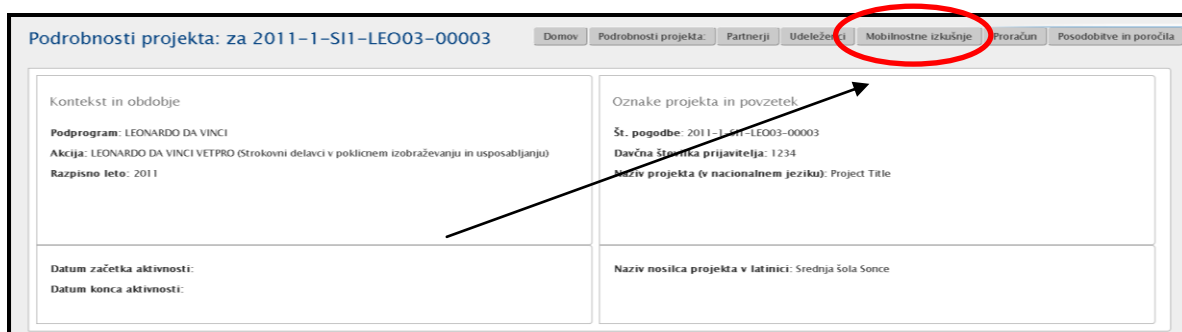 Podrobnosti projekta: za 2011-1-SI1-LEO03-00003
Domov Podrobnosti projekta: Partnerji Udeleženci Mobilnostne izkušnje Proračun Posodobitve in poročila
Kontekst in obdobje
Podprogram: LEONARDO DA VINCI
Akcija: LEONARDO DA VINCI VETPRO (Strokovni delavci v poklicnem izobraževanju in usposabljanju)
Razpisno leto: 2011
Oznake projekta in povzetek
Št. pogodbe: 2011-1-SI1-LEO03-00003
Davčna številka prijavitelja: 1234
Naziv projekta (v nacionalnem jeziku): Project Title
Datum začetka aktivnosti:
Datum konca aktivnosti:
Naziv nosilca projekta v latinici: Srednja šola Sonce